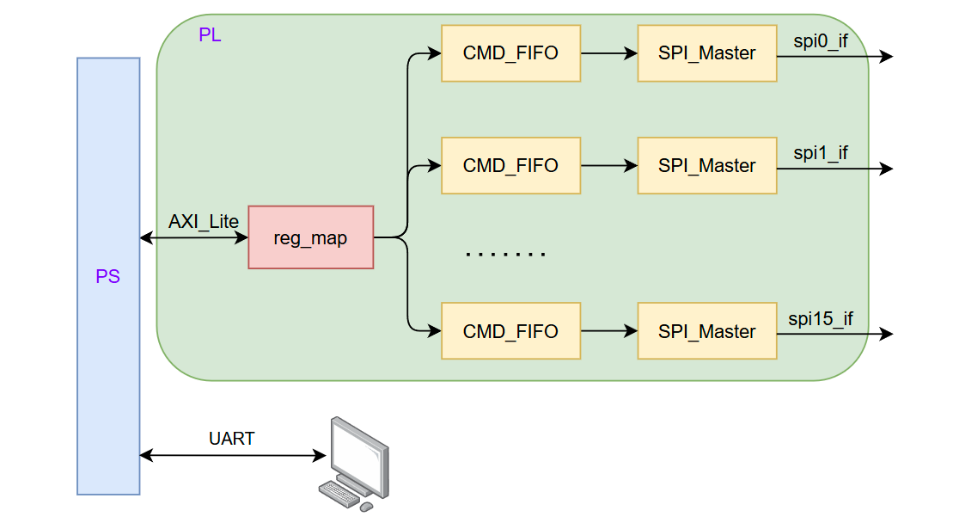 PL
CMD_FIFO
SPI_Master
spi0_if
CMD_FIFO
SPI_Master
spi1_if
AXI_Lite
reg_map
PS
.......
CMD_FIFO
SPI_Master
spi15_if
UART